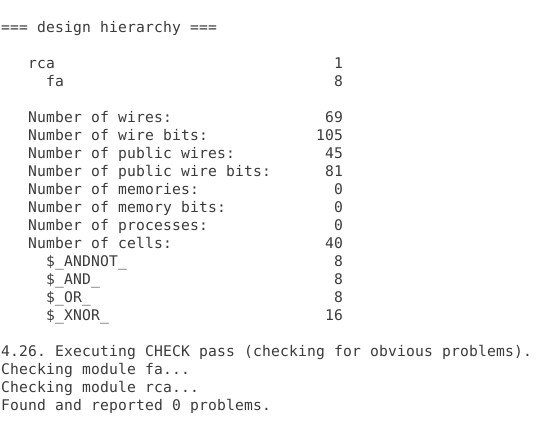 === design hierarchy ===
rca 1
fa 8
Number of wires: 69
Number of wire bits: 105
Number of public wires: 45
Number of public wire bits: 81
Number of memories: 0
Number of memory bits: 0
Number of processes: 0
Number of cells: 40
$_ANDNOT_ 8
$_AND_ 8
$_OR_ 8
$_XNOR_ 16
4.26. Executing CHECK pass (checking for obvious problems).
Checking module fa...
Checking module rca...
Found and reported 0 problems.